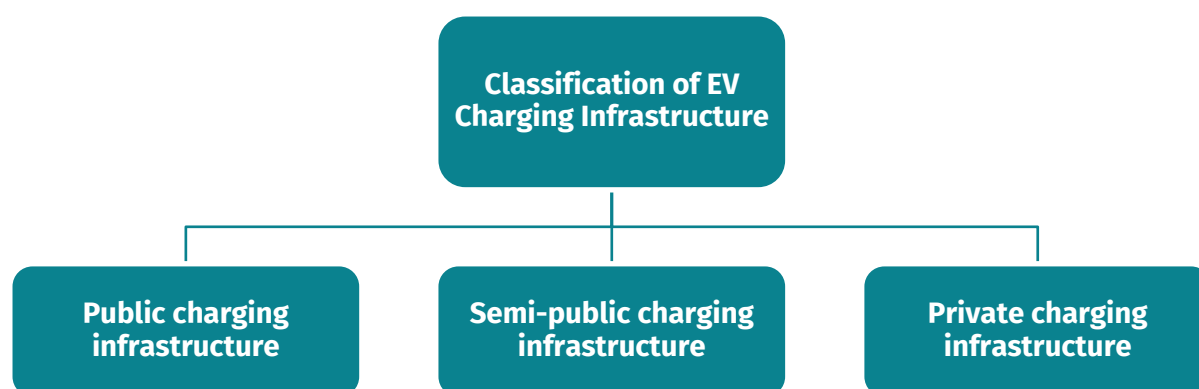 Classification of EV
Charging Infrastructure
Public charging
infrastructure
Semi-public charging
infrastructure
Private charging
infrastructure